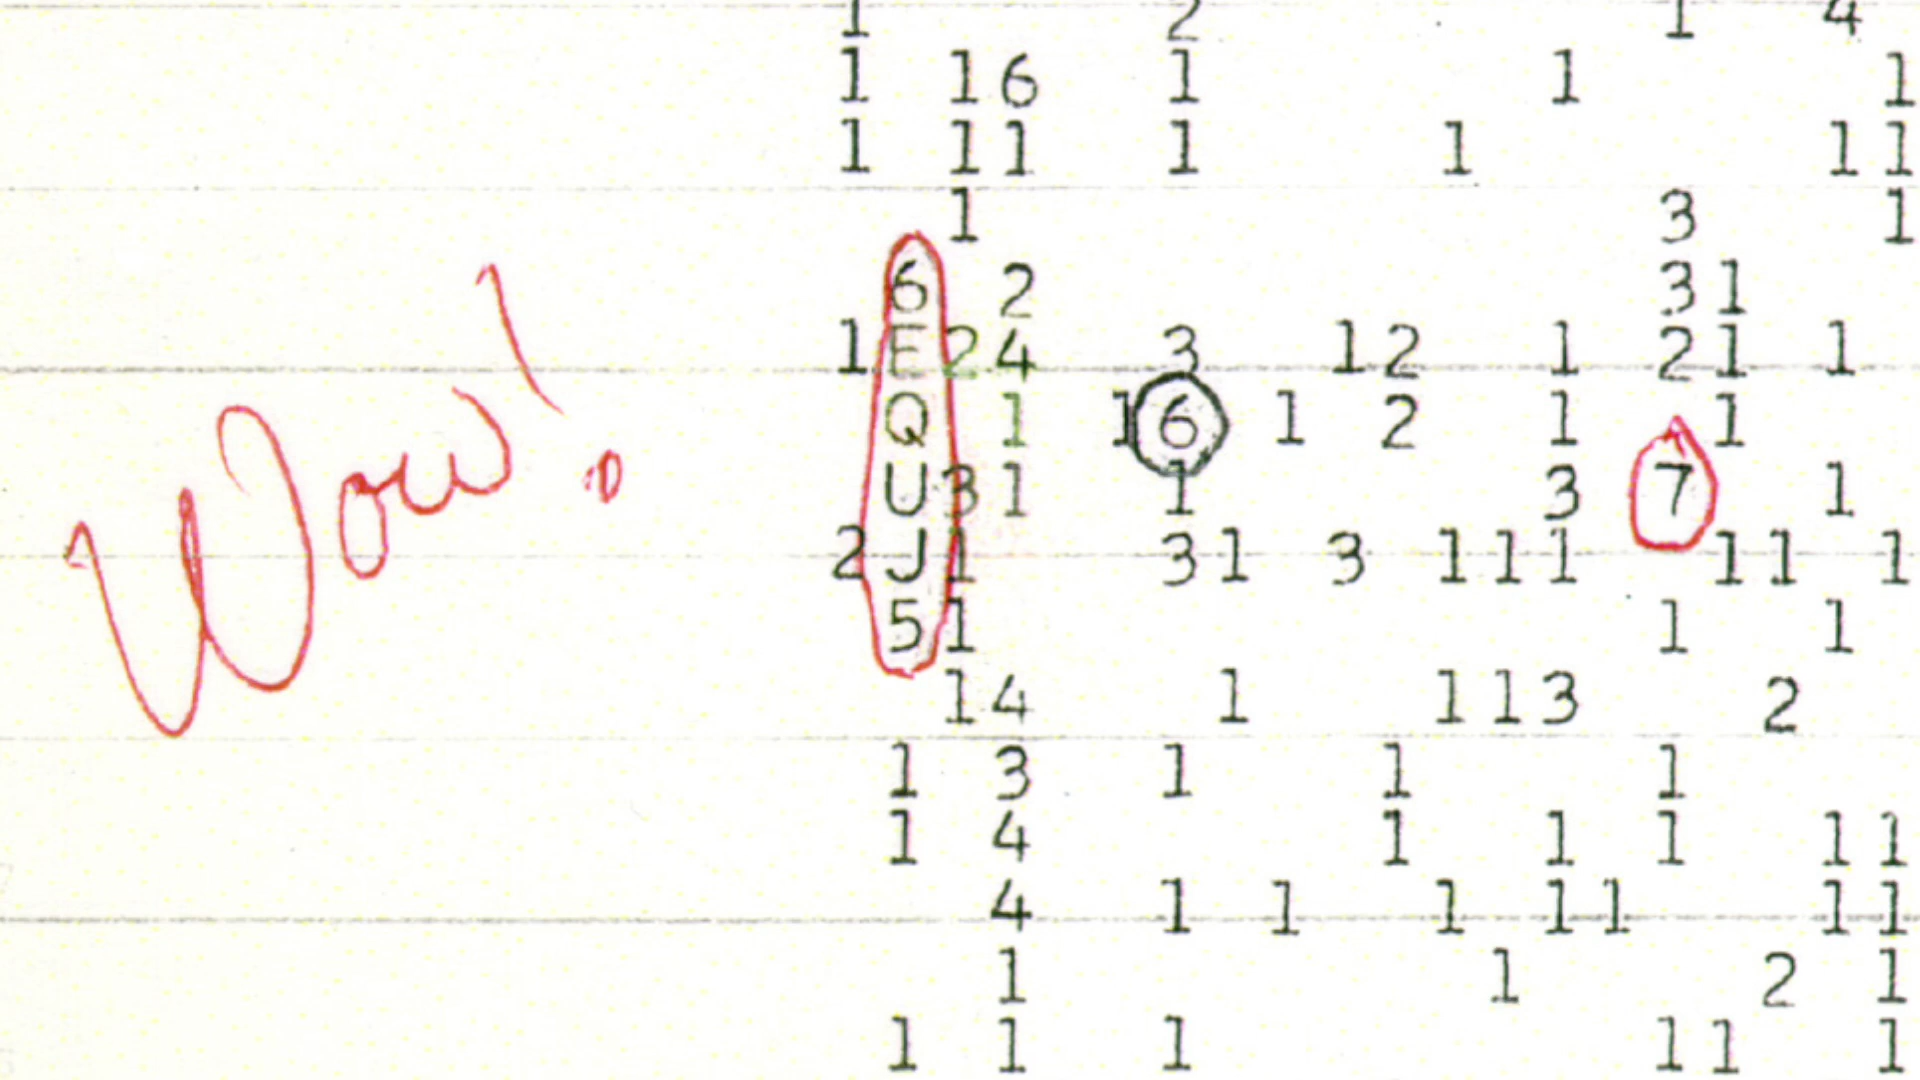 1 2 1 4
1 16 1 1 1
1 11 1 1 11
1 3 1
6 2 31
1E24 3 12 1 21 1
Q 1 16 1 2 1 1
U31 1 3 7 1
2J1 31 3 111 11 1
51 1 1
14 1 113 2
1 3 1 1 1
1 4 1 1 1 11
4 1 1 1 11 11
1 1 2 1
1 1 1 11 1
Wow!